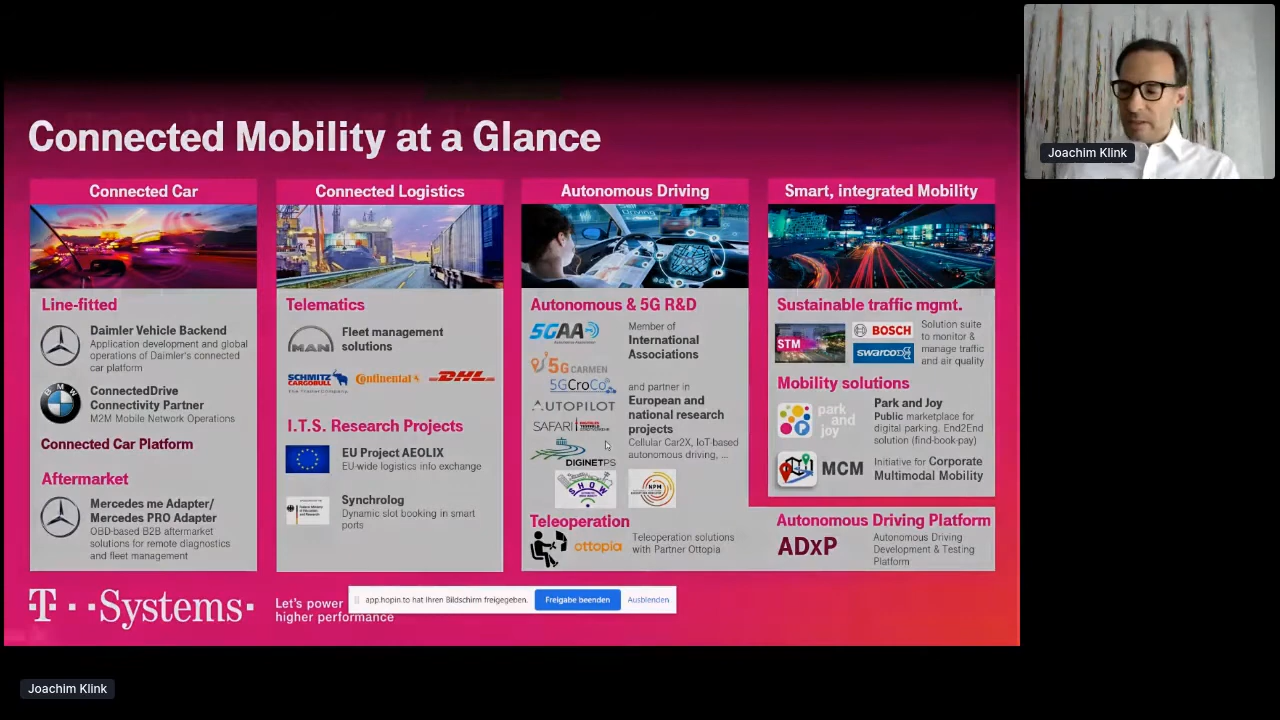 Connected Mobility at a Glance
Connected Car
Line-fitted
Daimler Vehicle Backend
Application development and global
operations of Daimler's connected
car platform
BMW
ConnectedDrive
Connectivity Partner
M2M Mobile Network Operations
Connected Car Platform
Aftermarket
Mercedes me Adapter/
Mercedes PRO Adapter
OBD-based B2B aftermarket
solutions for remote diagnostics
and fleet management
Connected Logistics
Telematics
MAN
Fleet management
solutions
SCHMITZ
CARGOBULL
Continental
DHL
I.T.S. Research Projects
EU Project AEOLIX
EU-wide logistics into exchange
Synchrolog
Dynamic slot booking in smart
ports
Autonomous Driving
Autonomous & 5G R&D
5GAA
Member of
International
Associations
5G CARMEN
5GCroCo
AUTOPILOT
SAFARI
DIGINETPS
SHOW
NPM
and partner in
European and
national research
projects
Cellular Car2X, IoT-based
autonomous driving, ...
Teleoperation
ottopia
Teleoperation solutions
with Partner Ottopia
Smart, integrated Mobility
Sustainable traffic mgmt.
STM
BOSCH
SWARCO
Solution suite
to monitor &
manage traffic
and air quality
Mobility solutions
park
and
joy
Park and Joy
Public marketplace for
digital parking. End2End
solution (find-book-pay)
MCM
Initiative for Corporate
Multimodal Mobility
Autonomous Driving Platform
ADxP
Autonomous Driving
Development & Testing
Platform
T··Systems·
Let's power
higher performance
app.hopin.to hat Ihren Bildschirm freigegeben.
Freigabe beenden
Ausblenden
Joachim Klink
Joachim Klink